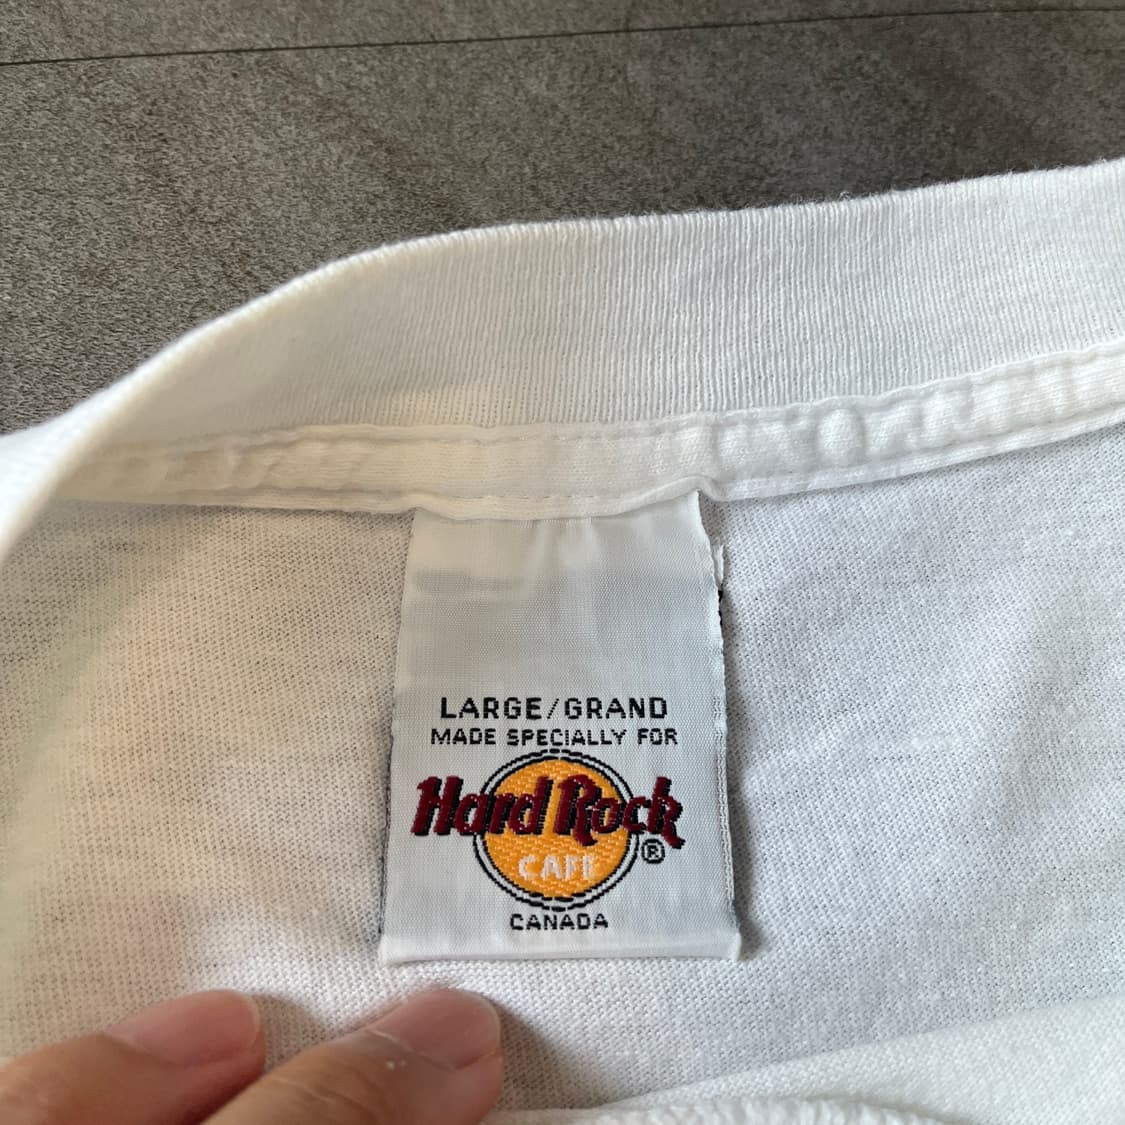 LARGE/GRAND
MADE SPECIALLY FOR
Hard Rock
®
CAFE
CANADA